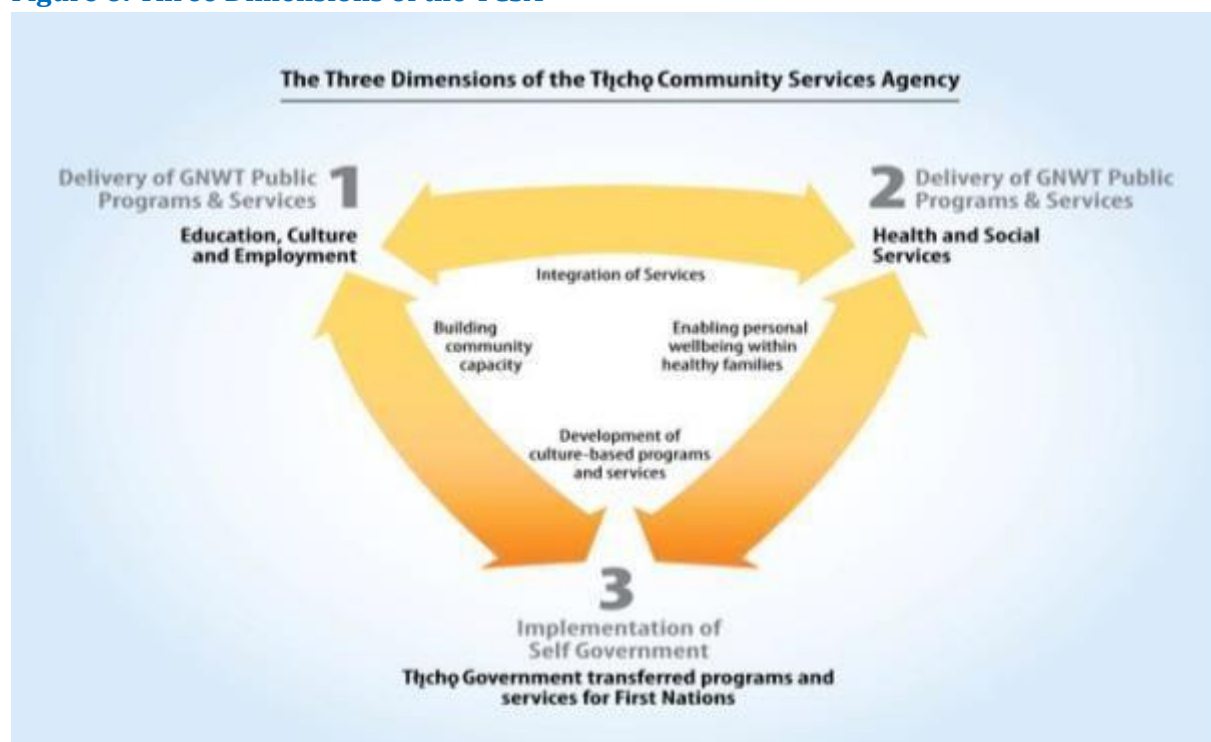 Figure Three Dimensions of the TCSA
The Three Dimensions of the Tłı̨chǫ Community Services Agency
Delivery of GNWT Public
Programs & Services
1
Education, Culture
and Employment
2
Delivery of GNWT Public
Programs & Services
Health and Social
Services
Integration of Services
Building
community
capacity
Enabling personal
wellbeing within
healthy families
Development of
culture-based programs
and services
3
Implementation of
Self Government
Tłı̨chǫ Government transferred programs and
services for First Nations